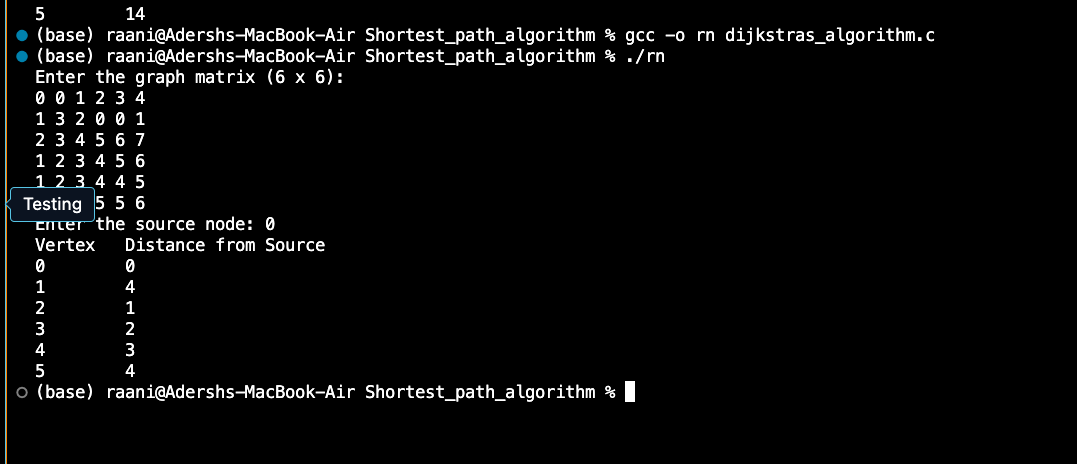 5        14
(base) raani@Adershs-MacBook-Air Shortest_path_algorithm % gcc -o rn dijkstras_algorithm.c
(base) raani@Adershs-MacBook-Air Shortest_path_algorithm % ./rn
Enter the graph matrix (6 x 6):
0 0 1 2 3 4
1 3 2 0 0 1
2 3 4 5 6 7
1 2 3 4 5 6
1 2 3 4 4 5
Testing
5 5 6
Enter the source node: 0
Vertex   Distance from Source
0        0
1        4
2        1
3        2
4        3
5        4
(base) raani@Adershs-MacBook-Air Shortest_path_algorithm %